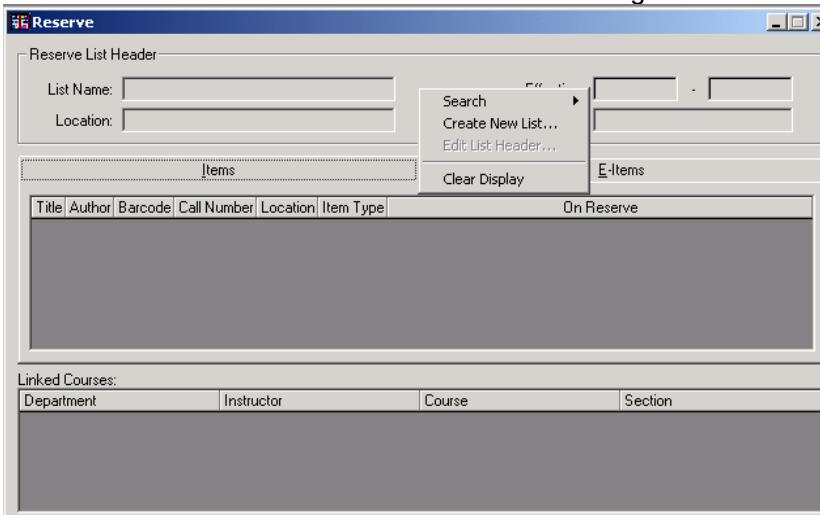 Reserve
Reserve List Header
List Name:
-
Location:
Search
Create New List...
Edit List Header...
Clear Display
Items
E-Items
Title Author Barcode Call Number Location Item Type On Reserve
Linked Courses:
Department Instructor Course Section